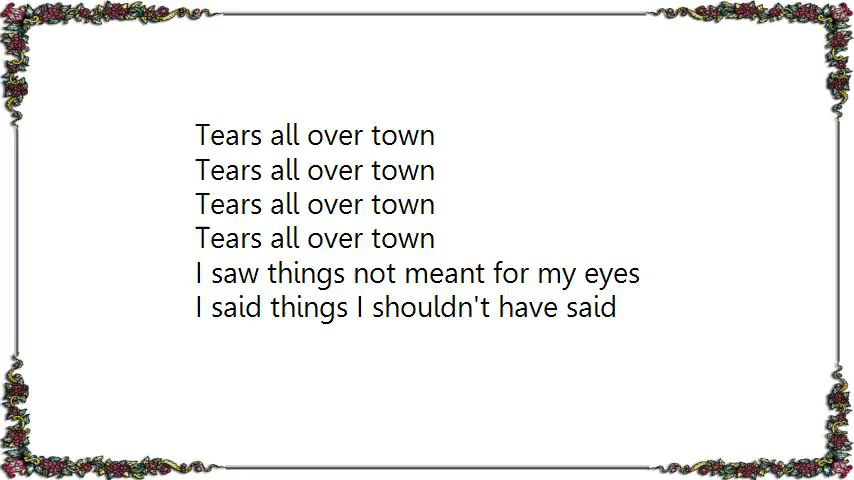 Tears all over town
Tears all over town
Tears all over town
Tears all over town
I saw things not meant for my eyes
I said things I shouldn't have said